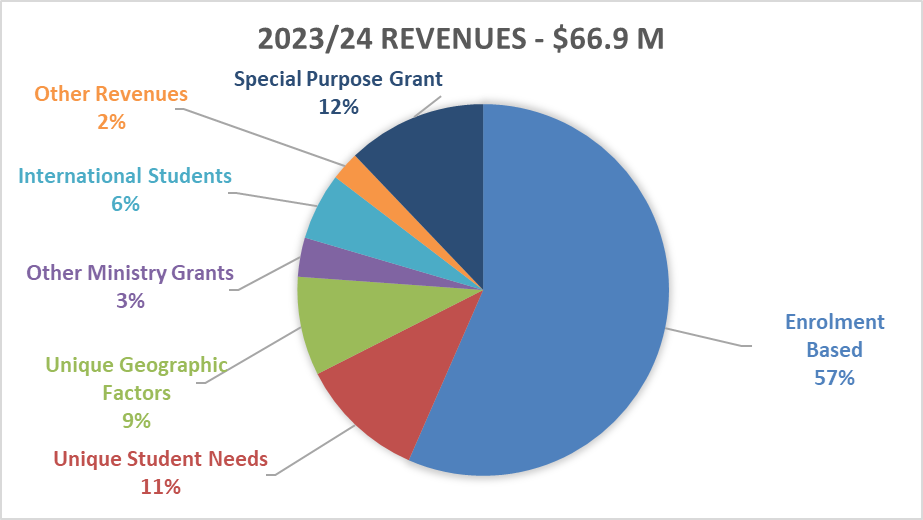 2023/24 REVENUES - $66.9 M
Special Purpose Grant
12%
Other Revenues
2%
International Students
6%
Other Ministry Grants
3%
Unique Geographic
Factors
9%
Unique Student Needs
11%
Enrolment
Based
57%